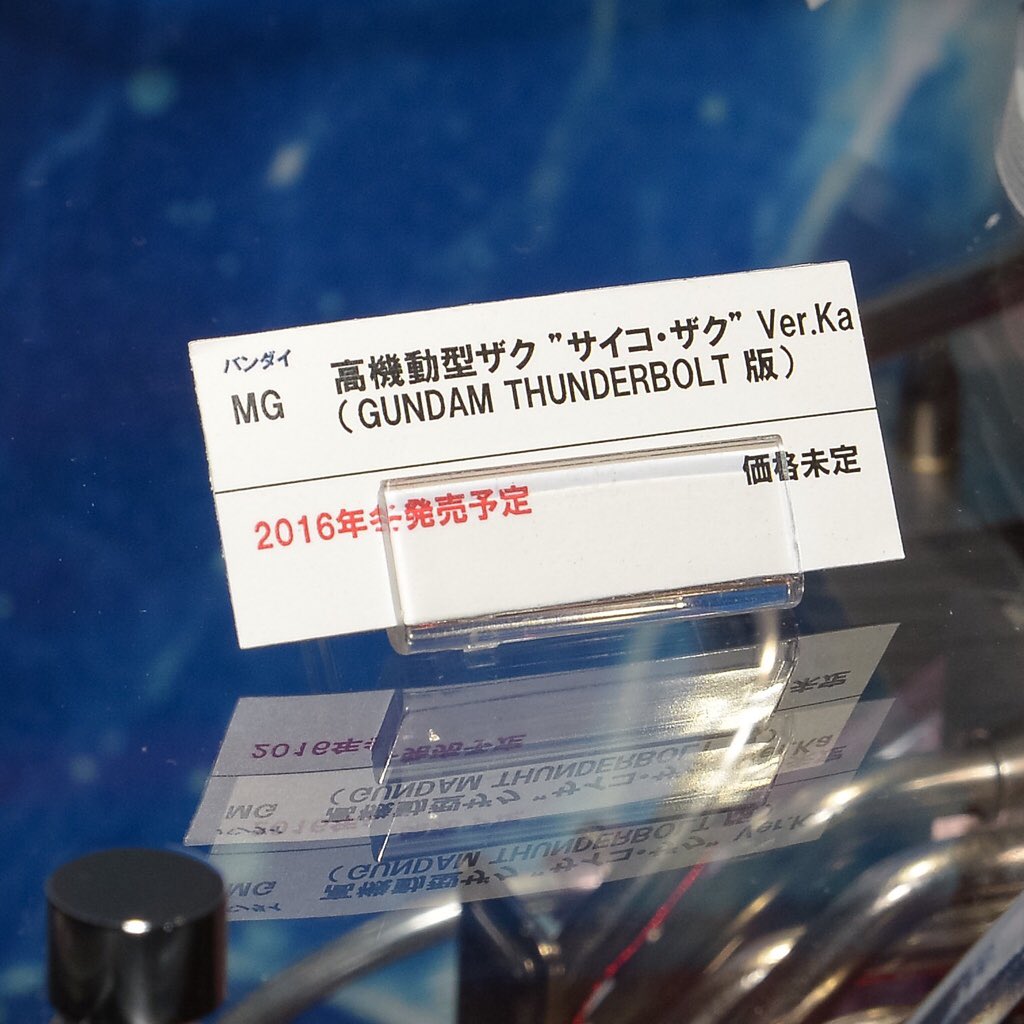 バンダイ
MG 高機動型ザク "サイコ・ザク" Ver.Ka
（GUNDAM THUNDERBOLT 版）
2016年冬発売予定
価格未定